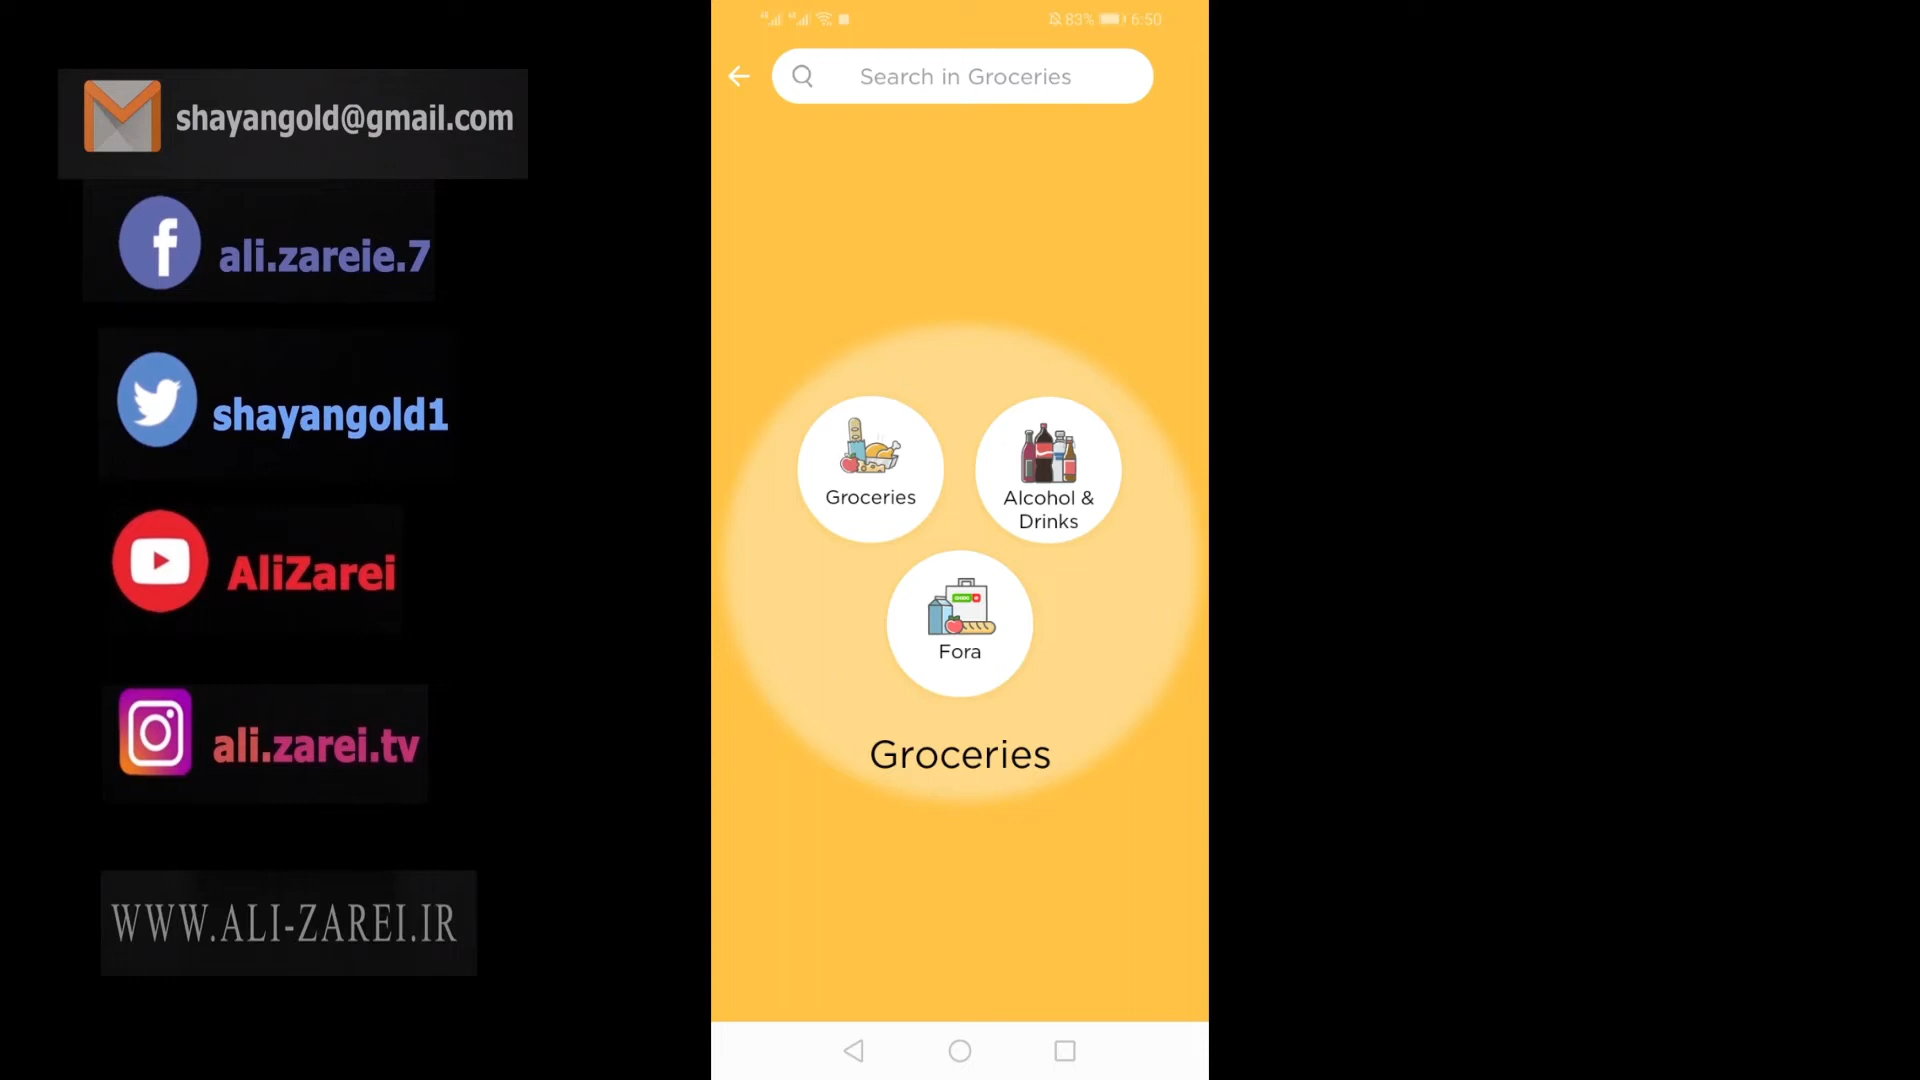 shayangold@gmail.com
ali.zareie.7
shayangold1
AliZarei
ali.zarei.tv
WWW.ALI-ZAREI.IR
83% 6:50
Search in Groceries
Groceries
Alcohol &
Drinks
Fora
Groceries